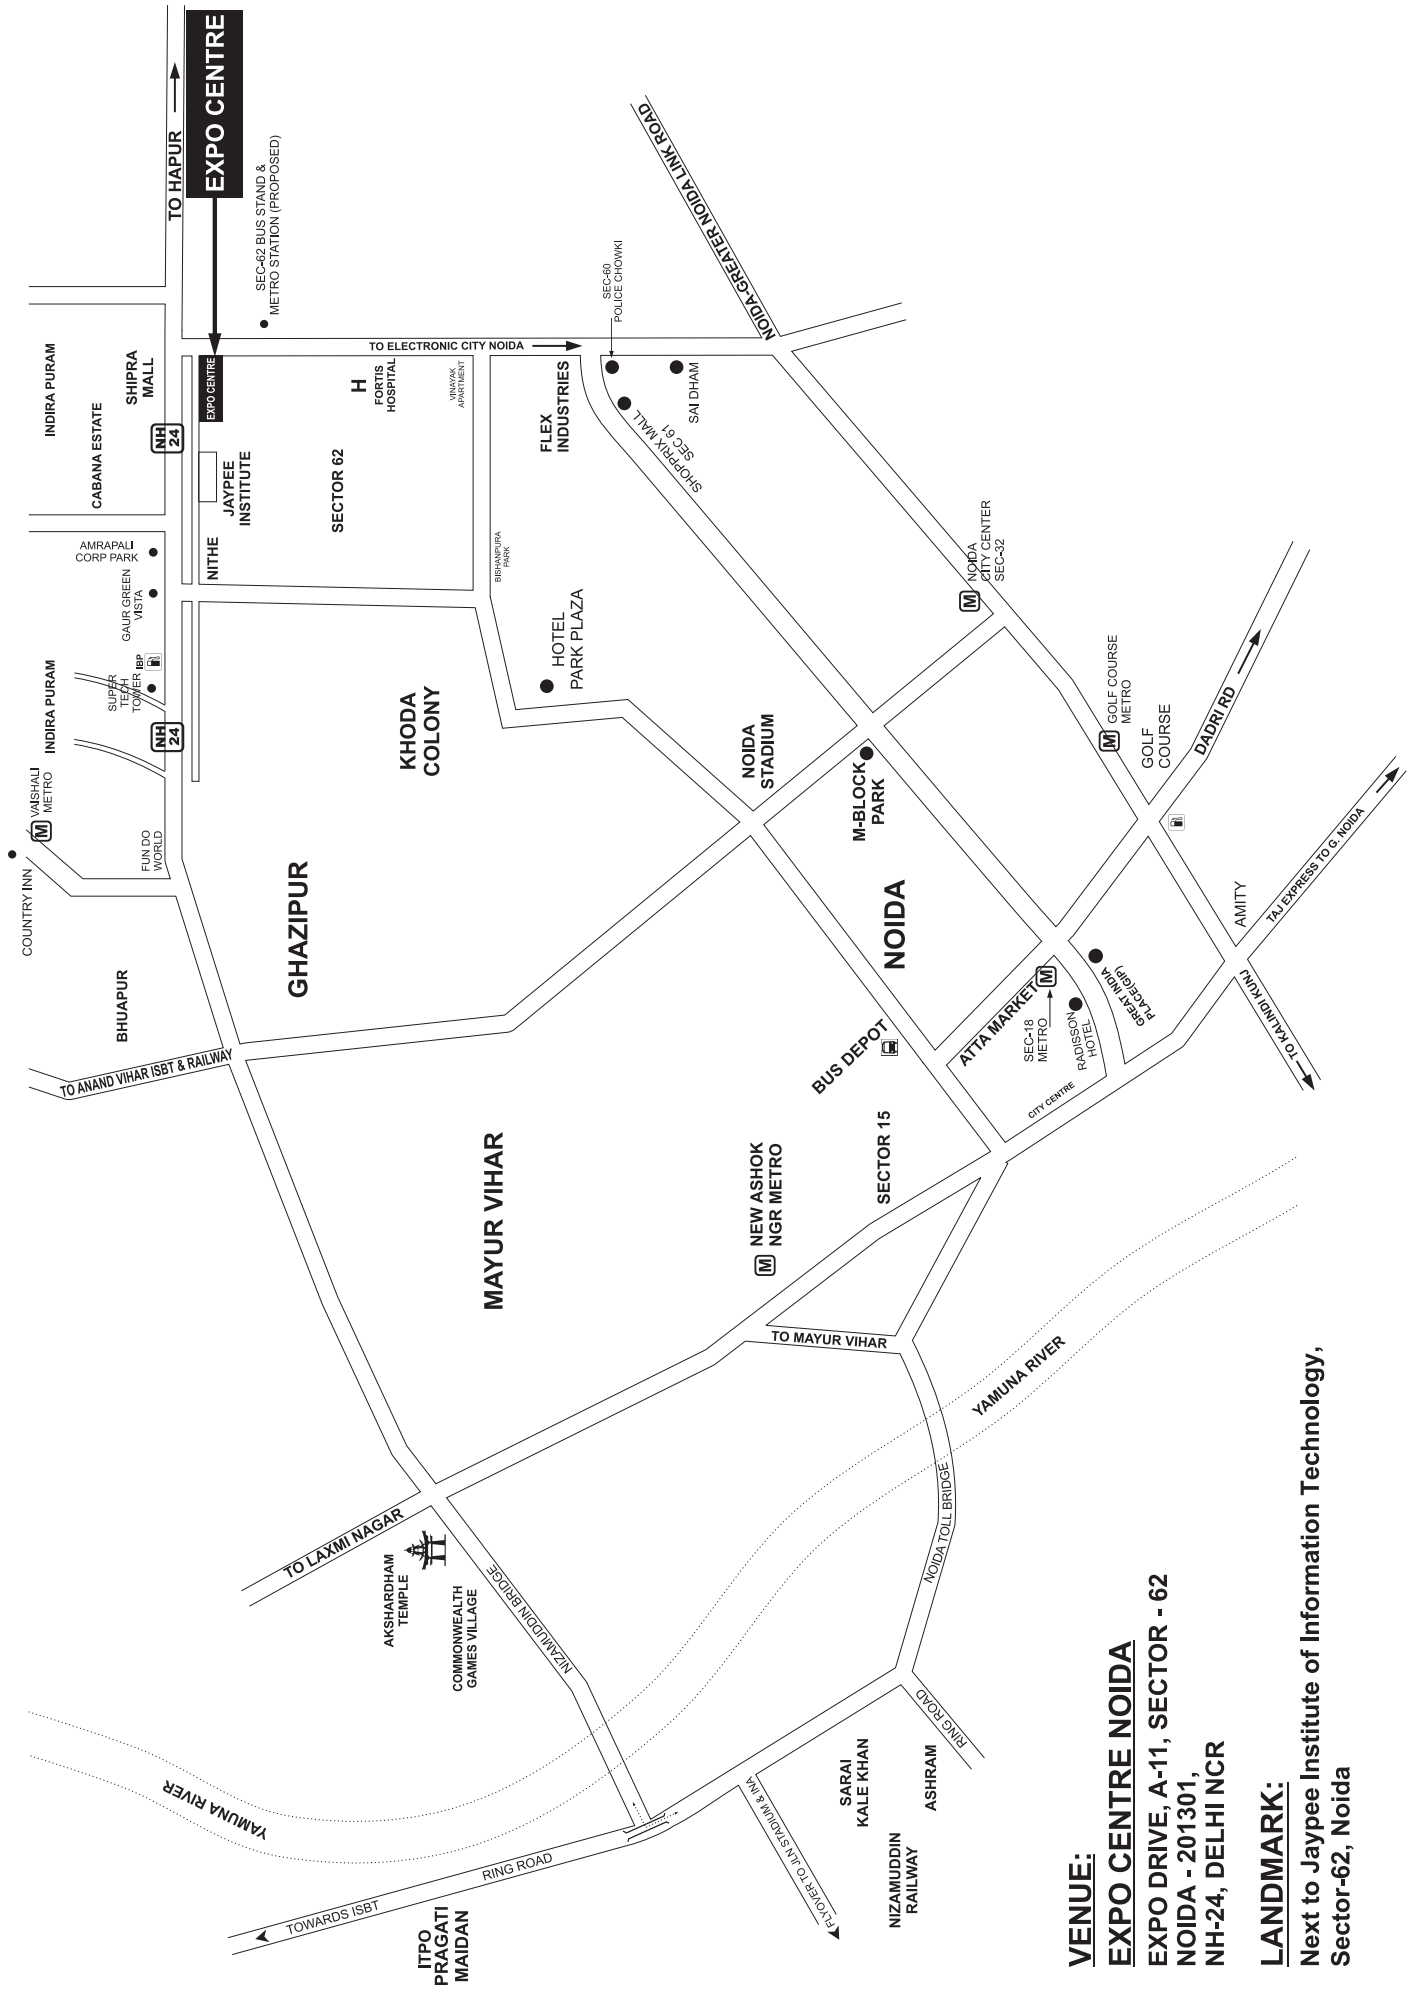 COUNTRY INN
VAISHALI
METRO
M
INDIRA PURAM
INDIRA PURAM
CABANA ESTATE
SHIPRA
MALL
AMRAPALI
CORP PARK
GAUR GREEN
VISTA
SUPER
TECH
TOWER
IBP
NH
24
NH
24
FUN DO
WORLD
BHUAPUR
TO HAPUR
EXPO CENTRE
EXPO CENTRE
SEC-62 BUS STAND &
METRO STATION (PROPOSED)
JAYPEE
INSTITUTE
NITHE
SECTOR 62
H
FORTIS
HOSPITAL
TO ELECTRONIC CITY NOIDA
VINAYAK
APARTMENT
BISHANPURA
PARK
FLEX
INDUSTRIES
SEC-60
POLICE CHOWKI
SHOPPRIX MALL
SEC 61
SAI DHAM
NOIDA-GREATER NOIDA LINK ROAD
HOTEL
PARK PLAZA
KHODA
COLONY
GHAZIPUR
TO ANAND VIHAR ISBT & RAILWAY
MAYUR VIHAR
NOIDA
STADIUM
M-BLOCK
PARK
NOIDA
M
NOIDA
CITY CENTER
SEC-32
M
GOLF COURSE
METRO
GOLF
COURSE
DADRI RD
TAJ EXPRESS TO G. NOIDA
AMITY
TO KALINDI KUNJ
GREAT INDIA
PLACE(GIP)
RADISSON
HOTEL
SEC-18
METRO
M
ATTA MARKET
CITY CENTRE
BUS DEPOT
SECTOR 15
M
NEW ASHOK
NGR METRO
TO MAYUR VIHAR
YAMUNA RIVER
NOIDA TOLL BRIDGE
TO LAXMI NAGAR
AKSHARDHAM
TEMPLE
COMMONWEALTH
GAMES VILLAGE
NIZAMUDDIN BRIDGE
YAMUNA RIVER
RING ROAD
TOWARDS ISBT
ITPO
PRAGATI
MAIDAN
FLYOVER TO JLN STADIUM & INA
SARAI
KALE KHAN
NIZAMUDDIN
RAILWAY
ASHRAM
RING ROAD
VENUE:
EXPO CENTRE NOIDA
EXPO DRIVE, A-11, SECTOR - 62
NOIDA - 201301,
NH-24, DELHI NCR
LANDMARK:
Next to Jaypee Institute of Information Technology,
Sector-62, Noida